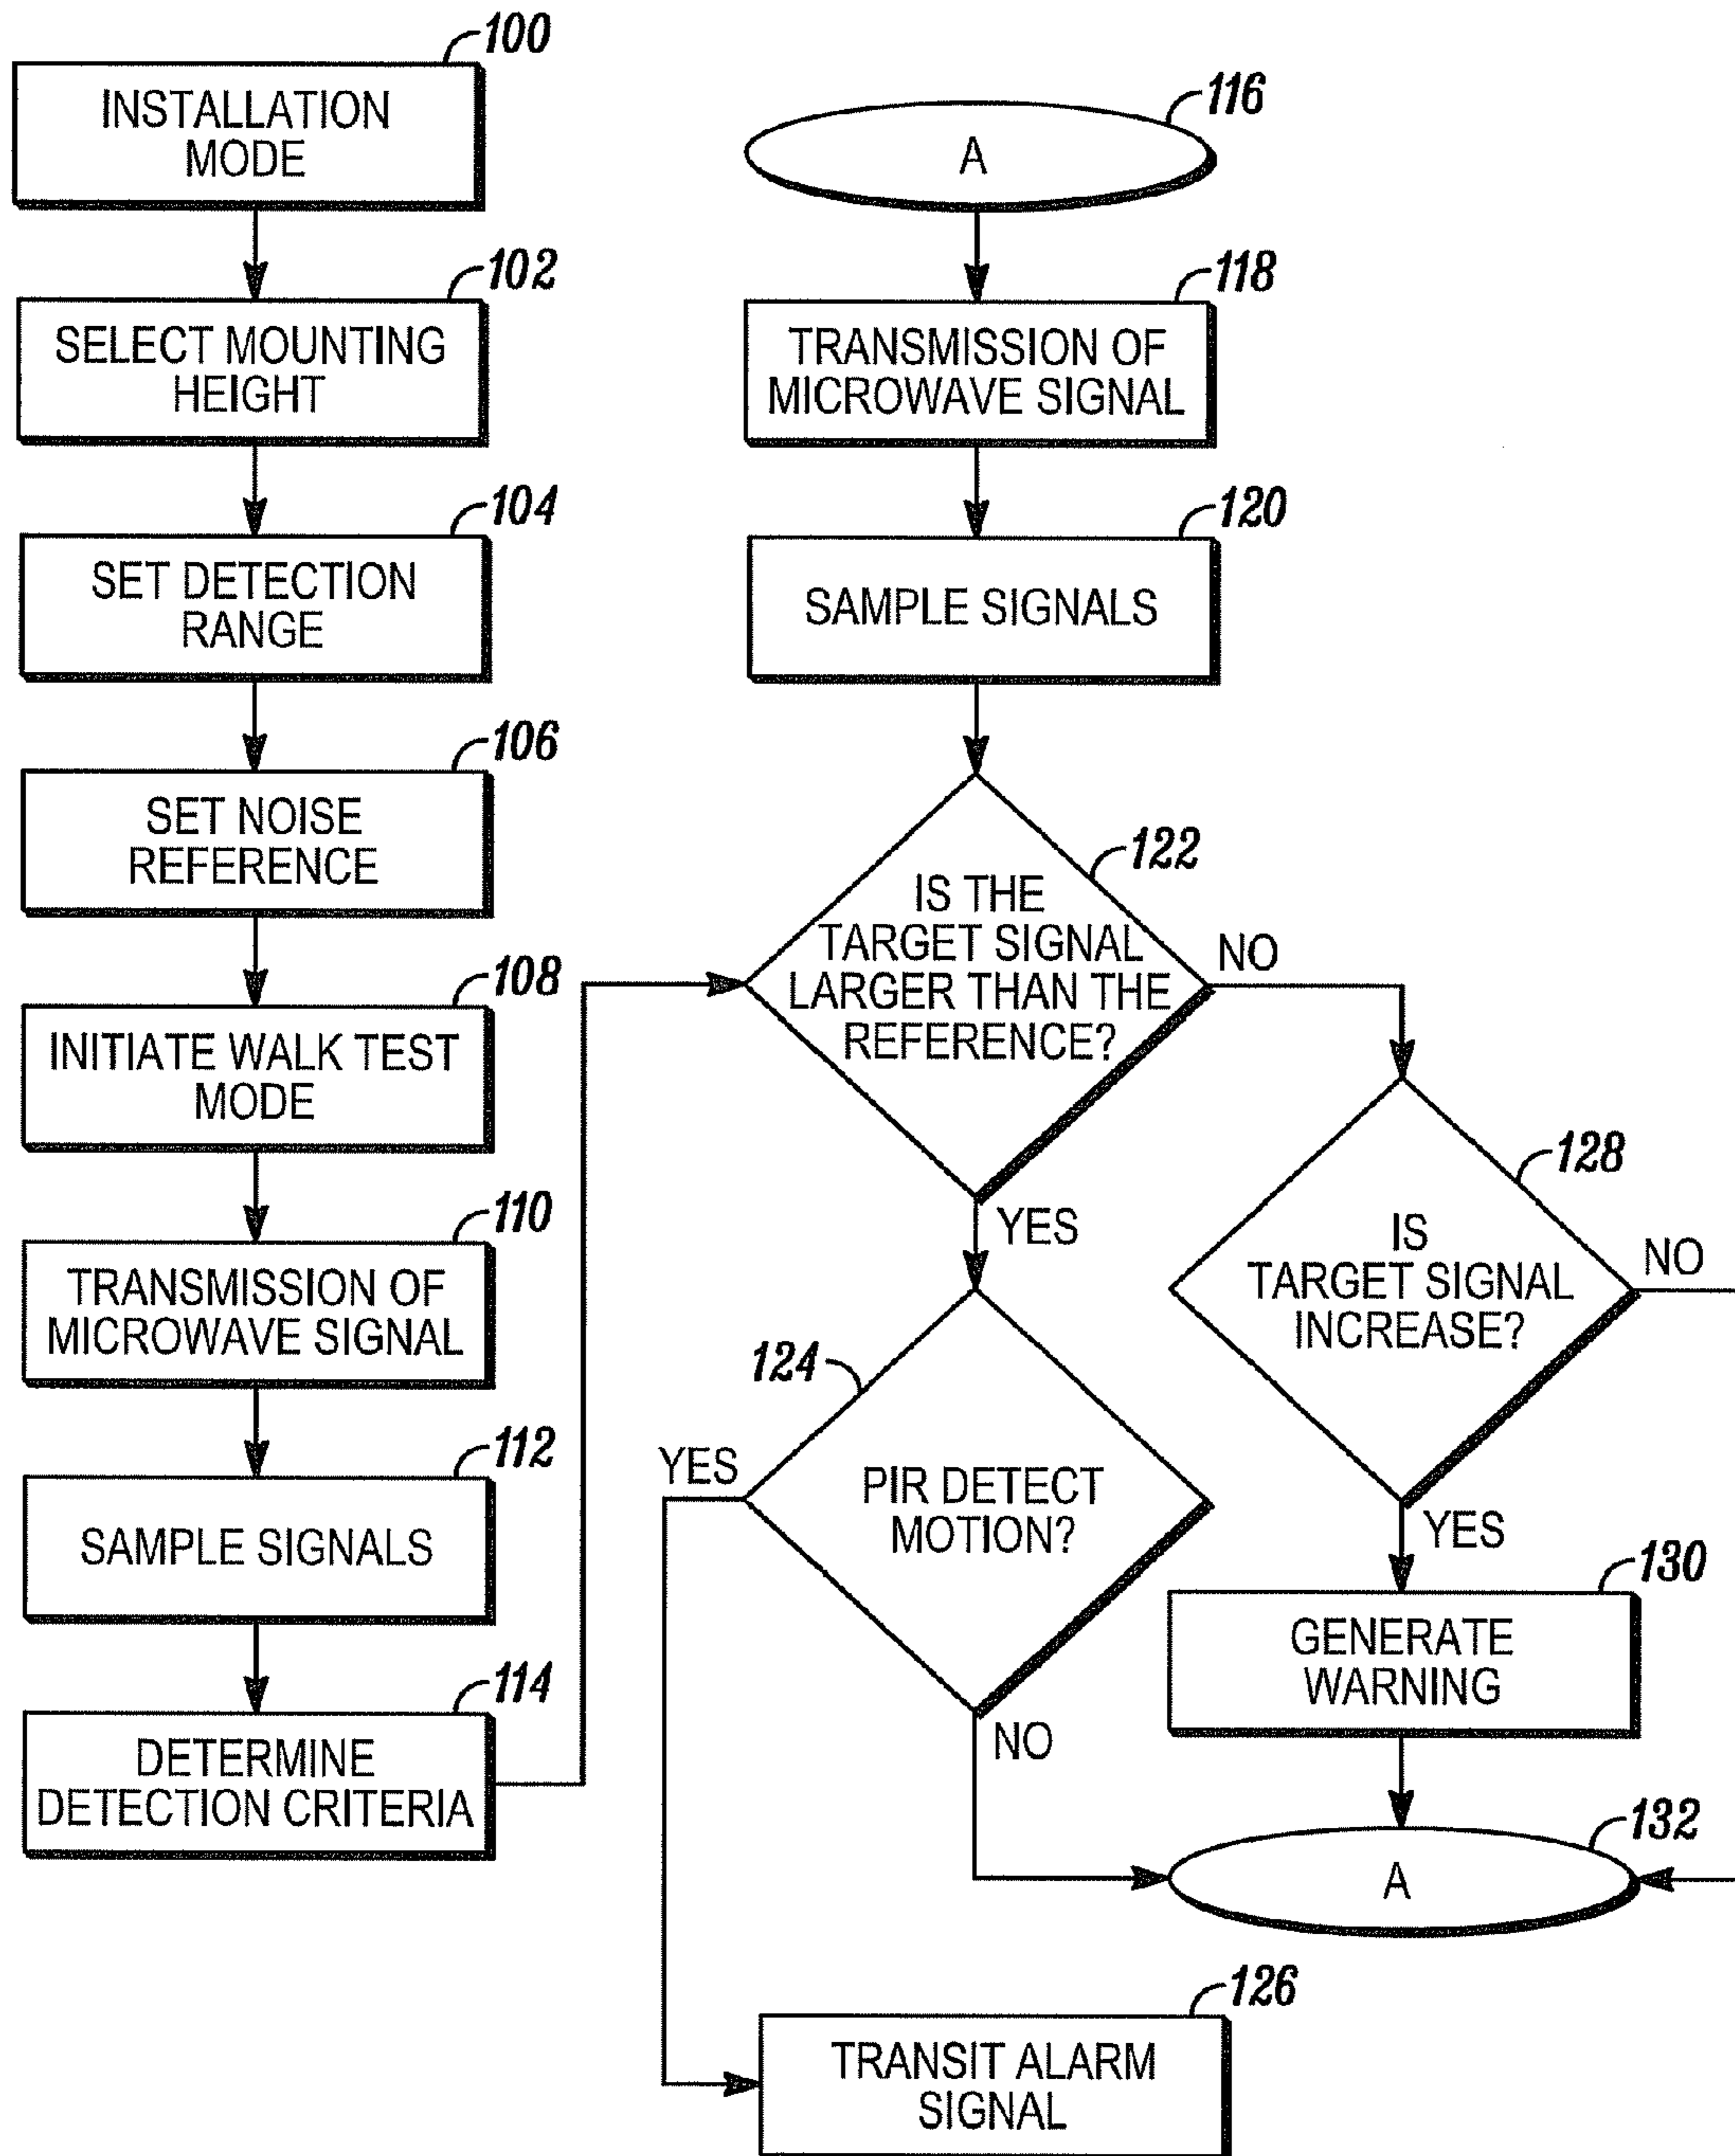 100
INSTALLATION
MODE
102
SELECT MOUNTING
HEIGHT
104
SET DETECTION
RANGE
106
SET NOISE
REFERENCE
108
INITIATE WALK TEST
MODE
110
TRANSMISSION OF
MICROWAVE SIGNAL
112
SAMPLE SIGNALS
114
DETERMINE
DETECTION CRITERIA
116
A
118
TRANSMISSION OF
MICROWAVE SIGNAL
120
SAMPLE SIGNALS
122
IS THE
TARGET SIGNAL
LARGER THAN THE
REFERENCE?
NO
YES
124
YES
PIR DETECT
MOTION?
NO
126
TRANSIT ALARM
SIGNAL
128
IS
TARGET SIGNAL
INCREASE?
NO
YES
130
GENERATE
WARNING
132
A